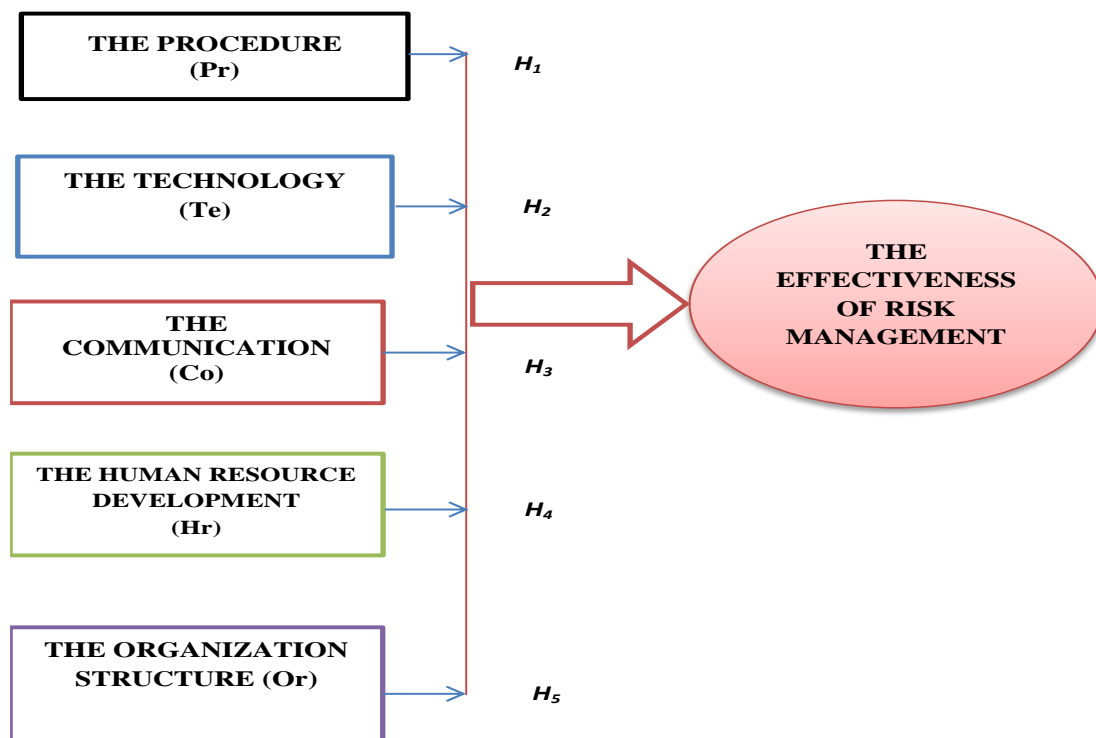 THE PROCEDURE
(Pr)
H₁
THE TECHNOLOGY
(Te)
H₂
THE
COMMUNICATION
(Co)
H₃
THE HUMAN RESOURCE
DEVELOPMENT
(Hr)
H₄
THE ORGANIZATION
STRUCTURE (Or)
H₅
THE
EFFECTIVENESS
OF RISK
MANAGEMENT